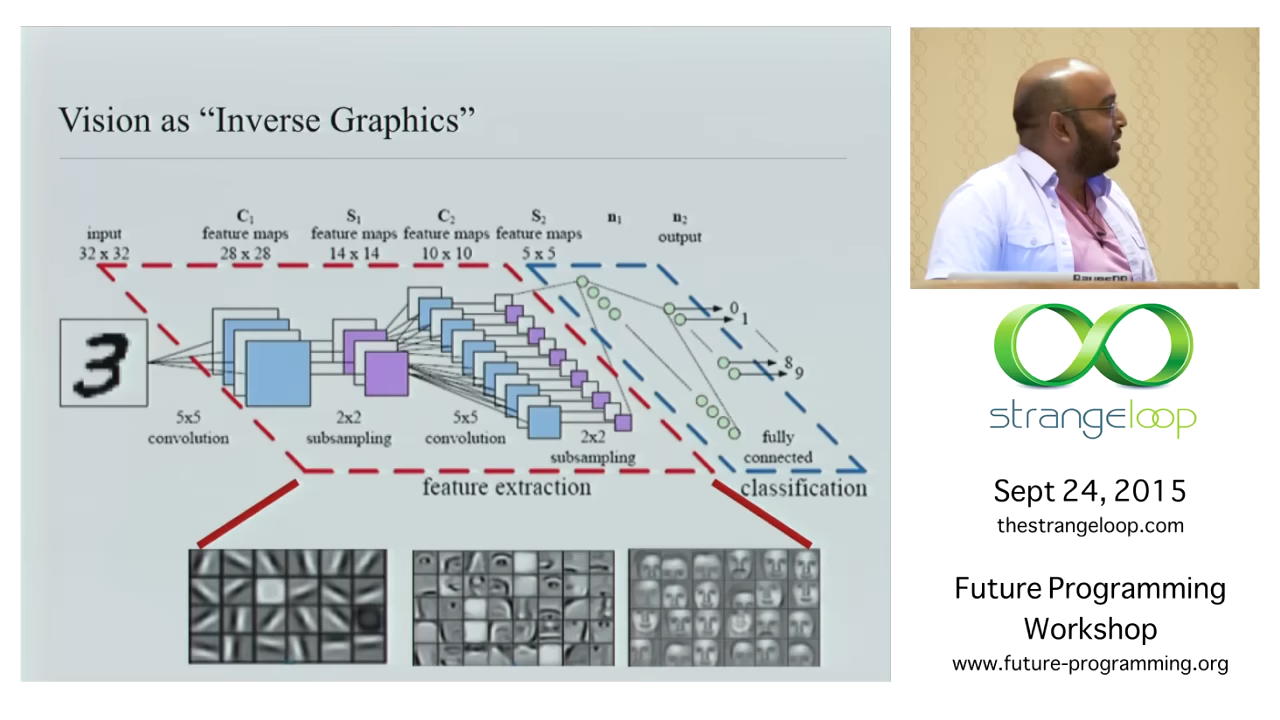 Vision as “Inverse Graphics”
input
32 x 32
C1
feature maps
28 x 28
S1
feature maps
14 x 14
C2
feature maps
10 x 10
S2
feature maps
5 x 5
n1
n2
output
3
0
1
8
9
5x5
convolution
2x2
subsampling
5x5
convolution
2x2
subsampling
fully
connected
feature extraction
classification
strangeloop
Sept 24, 2015
thestrangeloop.com
Future Programming
Workshop
www.future-programming.org